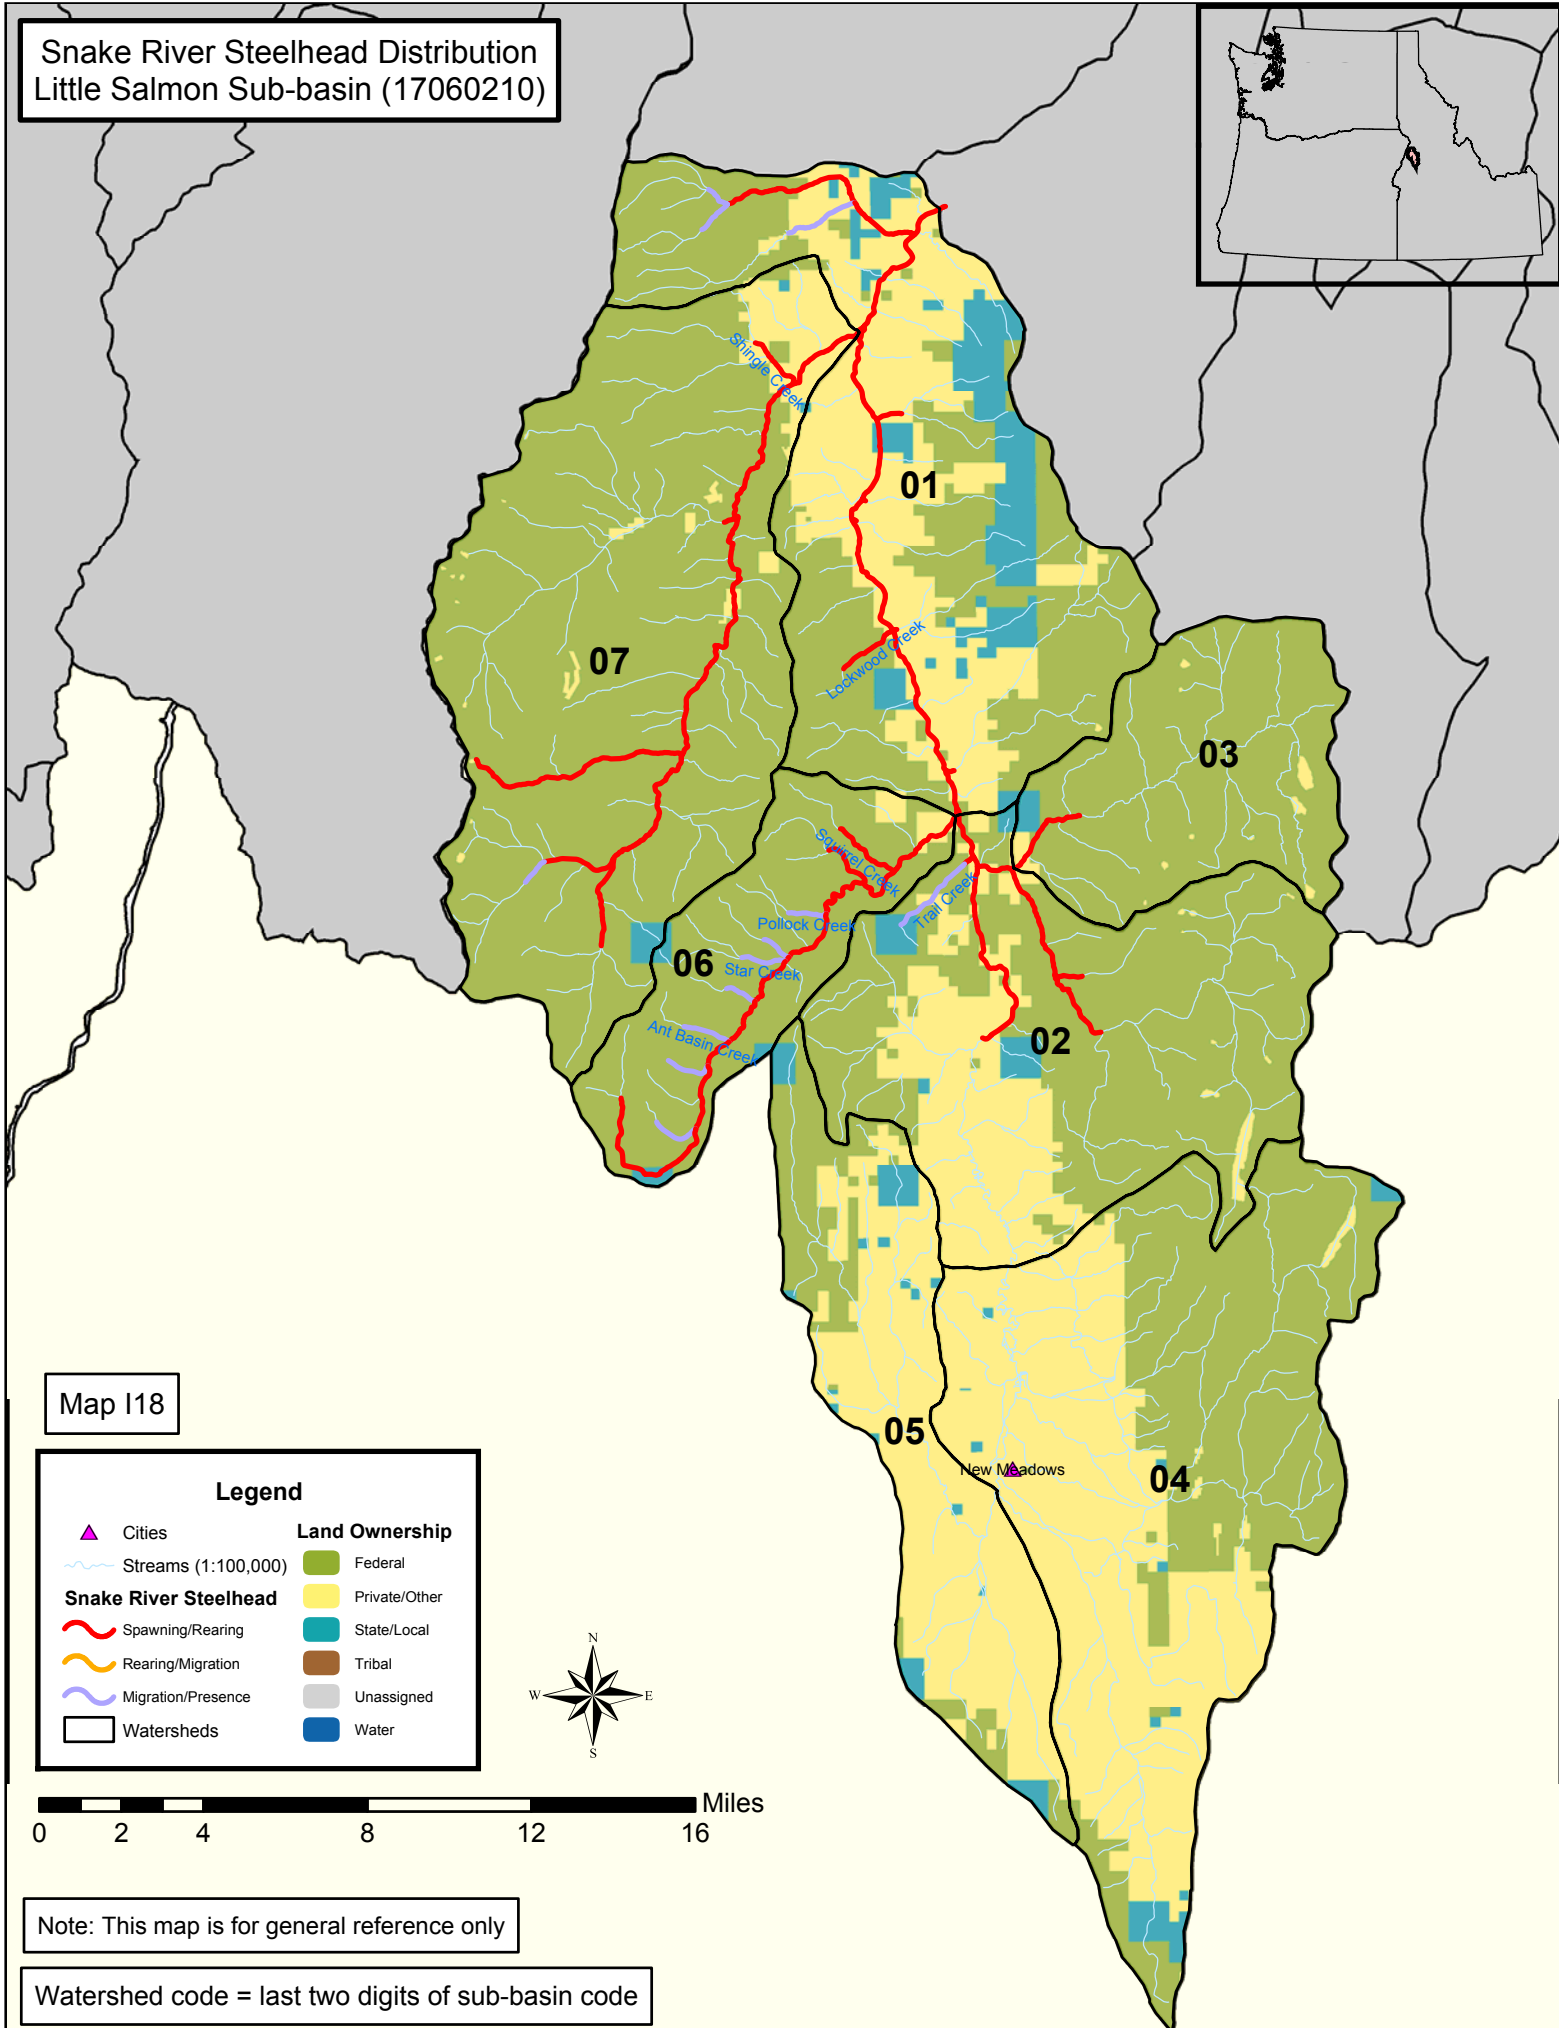 Snake River Steelhead Distribution
Little Salmon Sub-basin (17060210)
Shingle Creek
01
Lockwood Creek
07
03
Squirrel Creek
Trail Creek
Pollock Creek
06
Star Creek
Ant Basin Creek
02
05
New Meadows
04
Map I18
Legend
Cities
Streams (1:100,000)
Snake River Steelhead
Spawning/Rearing
Rearing/Migration
Migration/Presence
Watersheds
Land Ownership
Federal
Private/Other
State/Local
Tribal
Unassigned
Water
N
W E
S
Miles
0 2 4 8 12 16
Note: This map is for general reference only
Watershed code = last two digits of sub-basin code